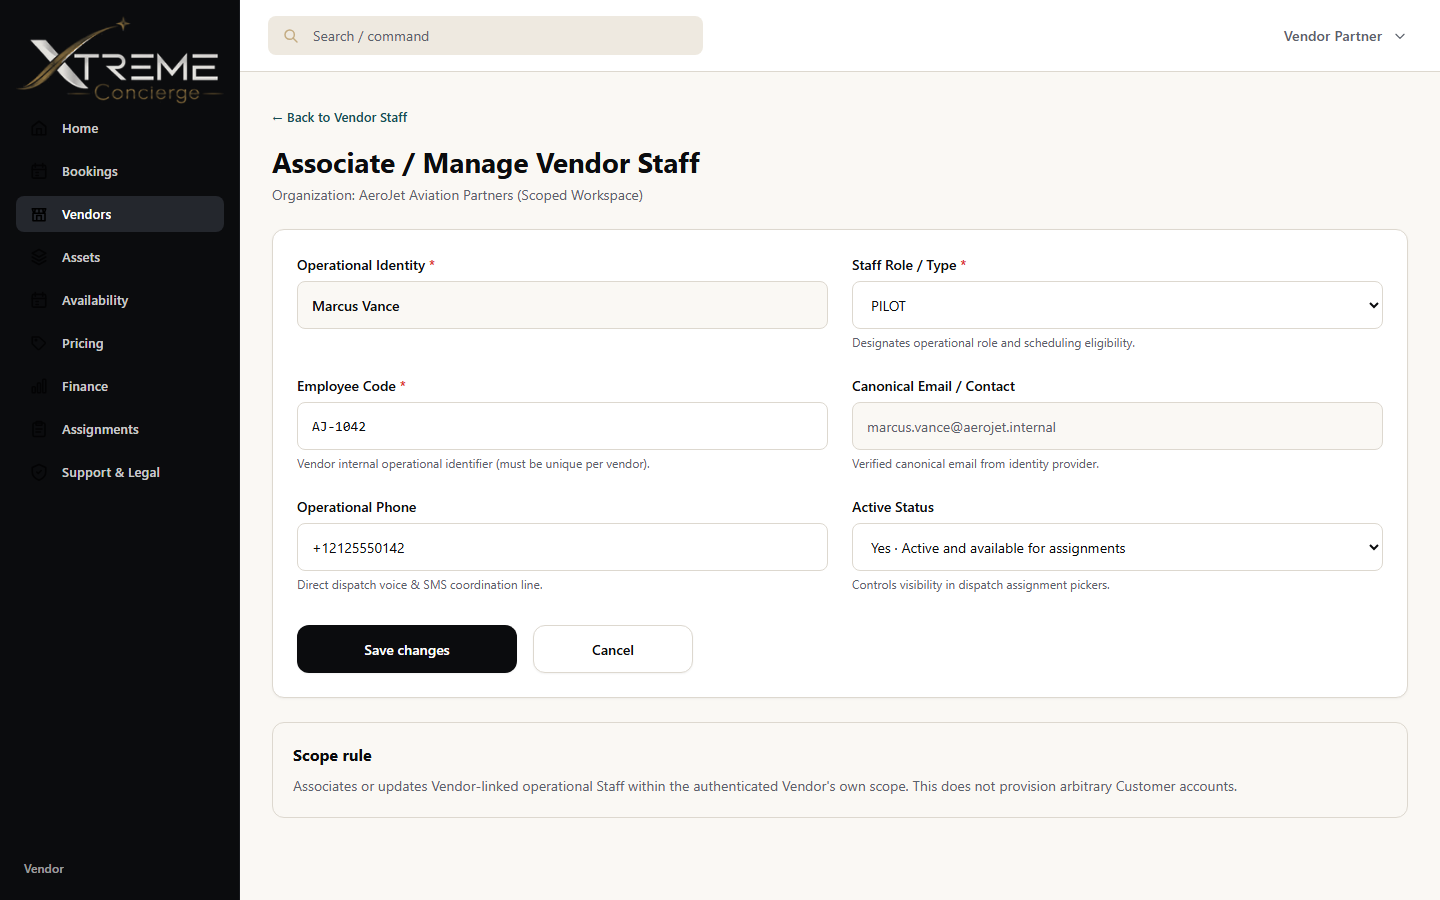 XTREME
Concierge
Home
Bookings
Vendors
Assets
Availability
Pricing
Finance
Assignments
Support & Legal
Vendor
Search / command
Vendor Partner
← Back to Vendor Staff
Associate / Manage Vendor Staff
Organization: AeroJet Aviation Partners (Scoped Workspace)
Operational Identity *
Marcus Vance
Staff Role / Type *
PILOT
Designates operational role and scheduling eligibility.
Employee Code *
AJ-1042
Vendor internal operational identifier (must be unique per vendor).
Canonical Email / Contact
marcus.vance@aerojet.internal
Verified canonical email from identity provider.
Operational Phone
+12125550142
Direct dispatch voice & SMS coordination line.
Active Status
Yes · Active and available for assignments
Controls visibility in dispatch assignment pickers.
Save changes
Cancel
Scope rule
Associates or updates Vendor-linked operational Staff within the authenticated Vendor's own scope. This does not provision arbitrary Customer accounts.